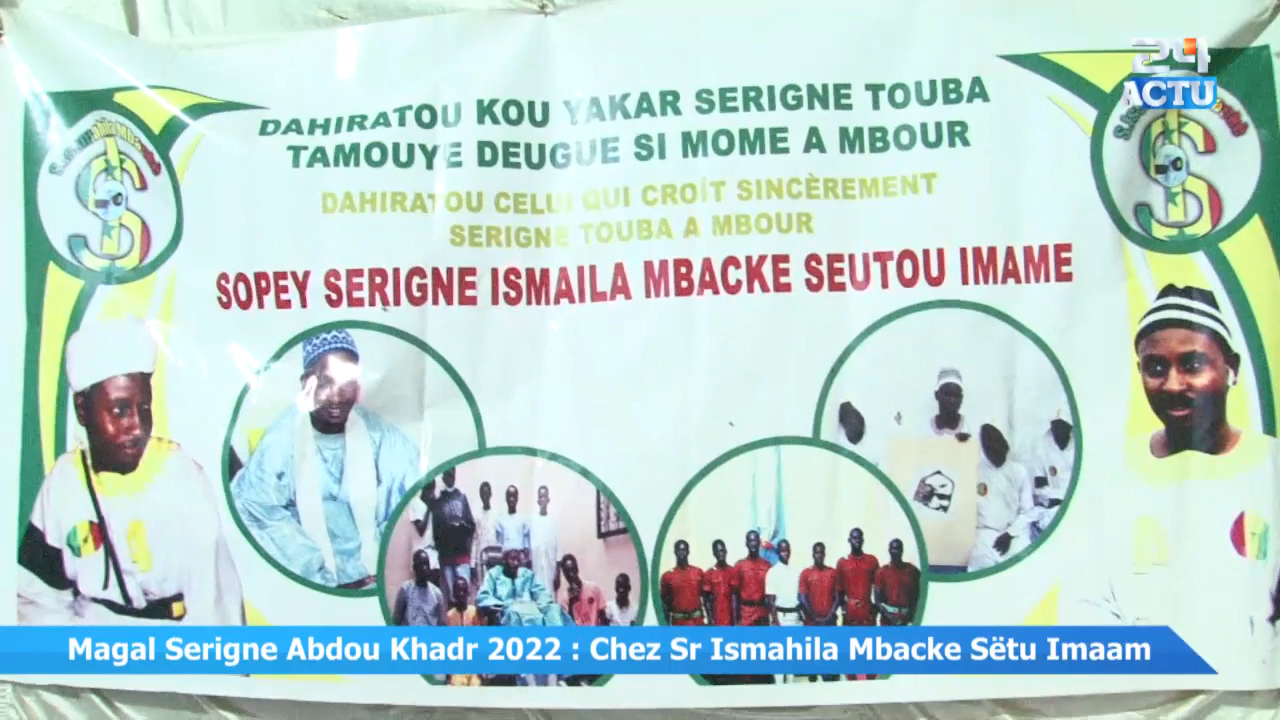 24
ACTU
DAHIRATOU KOU YAKAR SERIGNE TOUBA
TAMOUYE DEUGUE SI MOME A MBOUR
DAHIRATOU CELUI QUI CROÎT SINCÈREMENT
SERIGNE TOUBA A MBOUR
SOPEY SERIGNE ISMAILA MBACKE SEUTOU IMAME
Magal Serigne Abdou Khadr 2022 : Chez Sr Ismahila Mbacke Sëtu Imaam